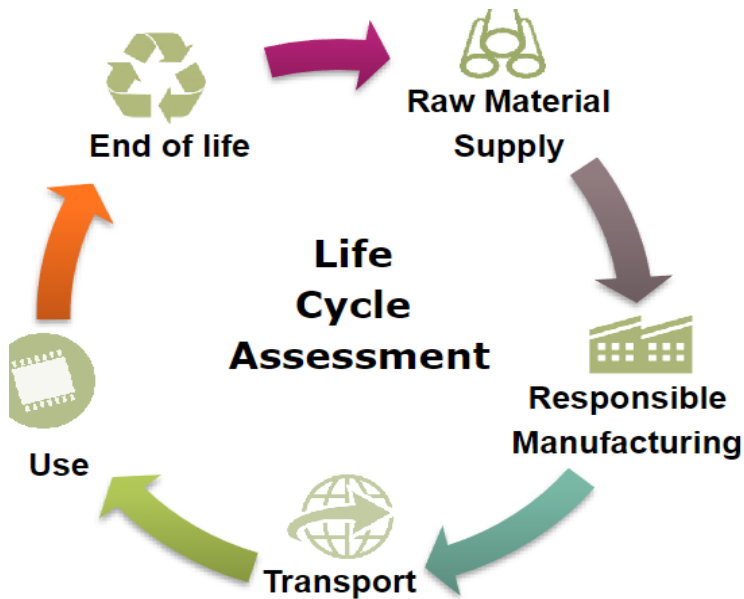 End of life
Raw Material
Supply
Life
Cycle
Assessment
Responsible
Manufacturing
Use
Transport